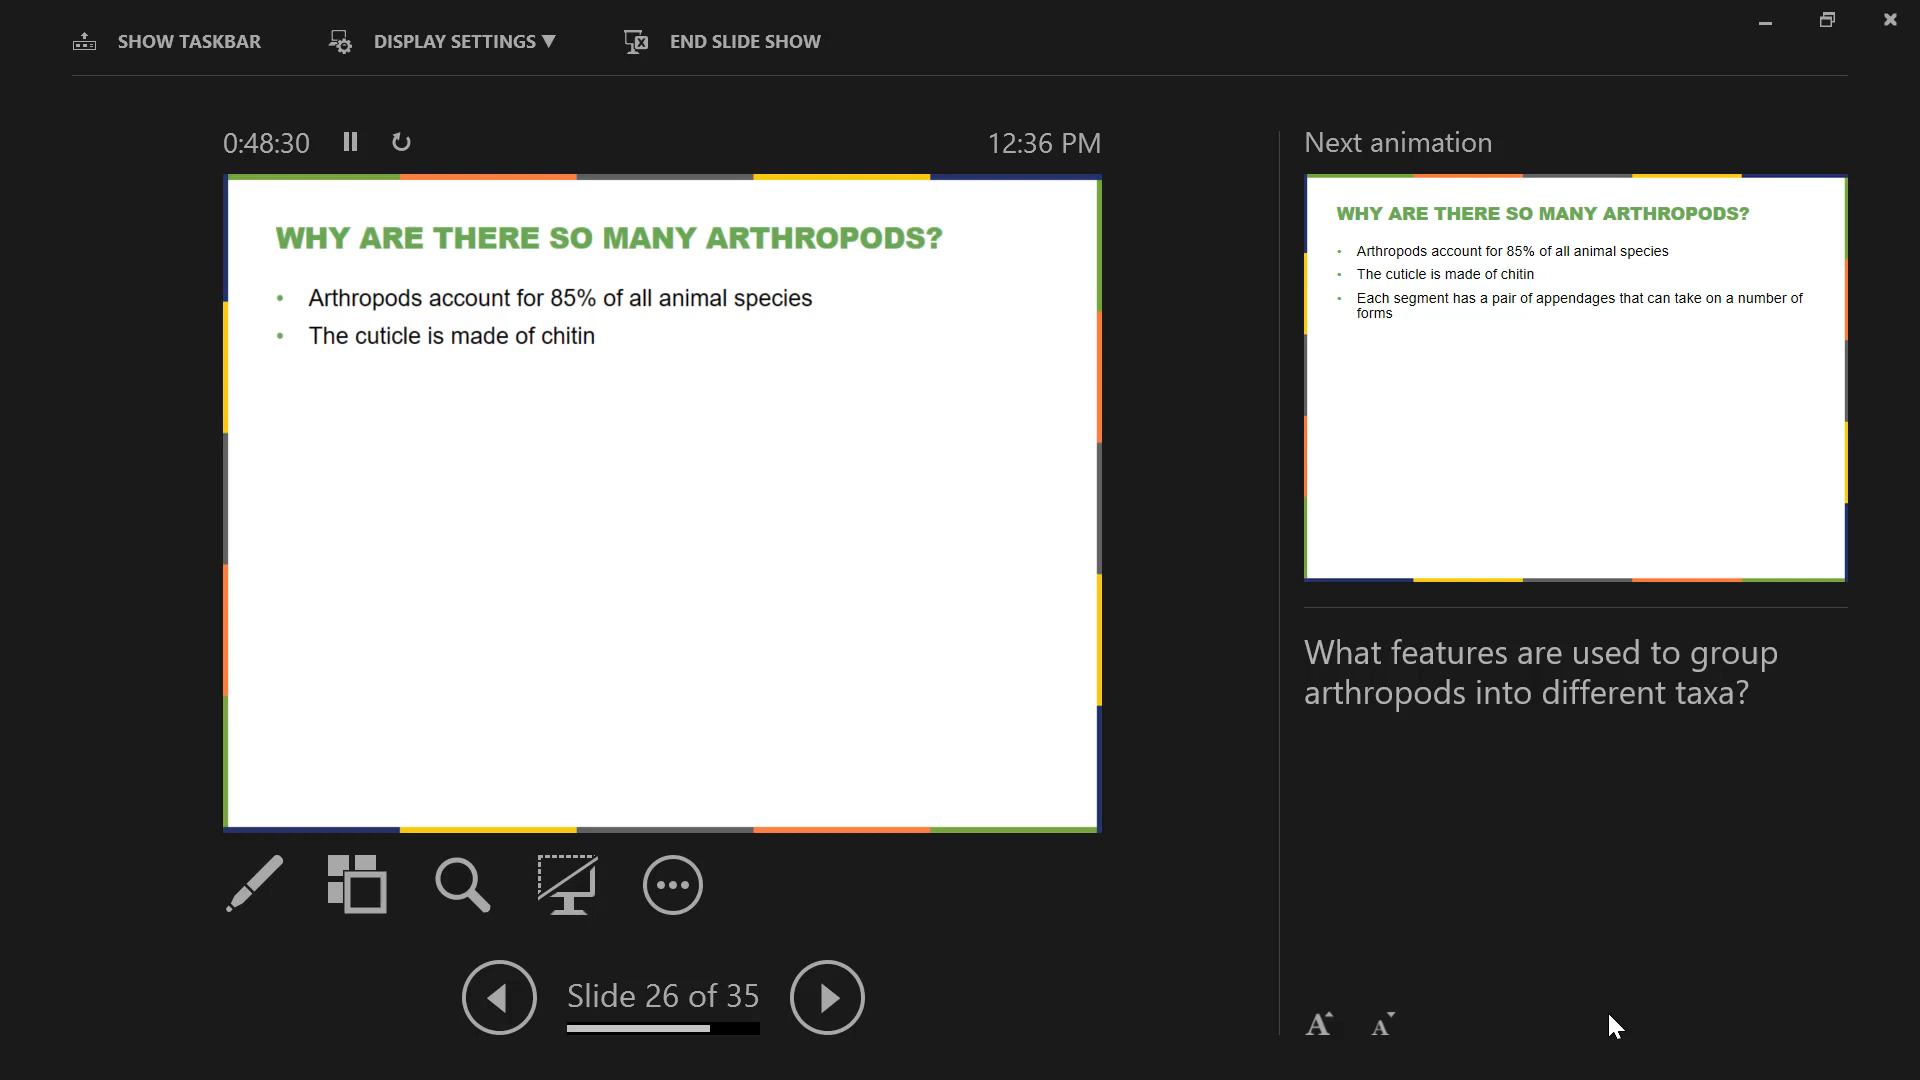 SHOW TASKBAR
DISPLAY SETTINGS ▼
END SLIDE SHOW
0:48:30
12:36 PM
WHY ARE THERE SO MANY ARTHROPODS?
• Arthropods account for 85% of all animal species
• The cuticle is made of chitin
Slide 26 of 35
Next animation
WHY ARE THERE SO MANY ARTHROPODS?
• Arthropods account for 85% of all animal species
• The cuticle is made of chitin
• Each segment has a pair of appendages that can take on a number of
forms
What features are used to group
arthropods into different taxa?
A A